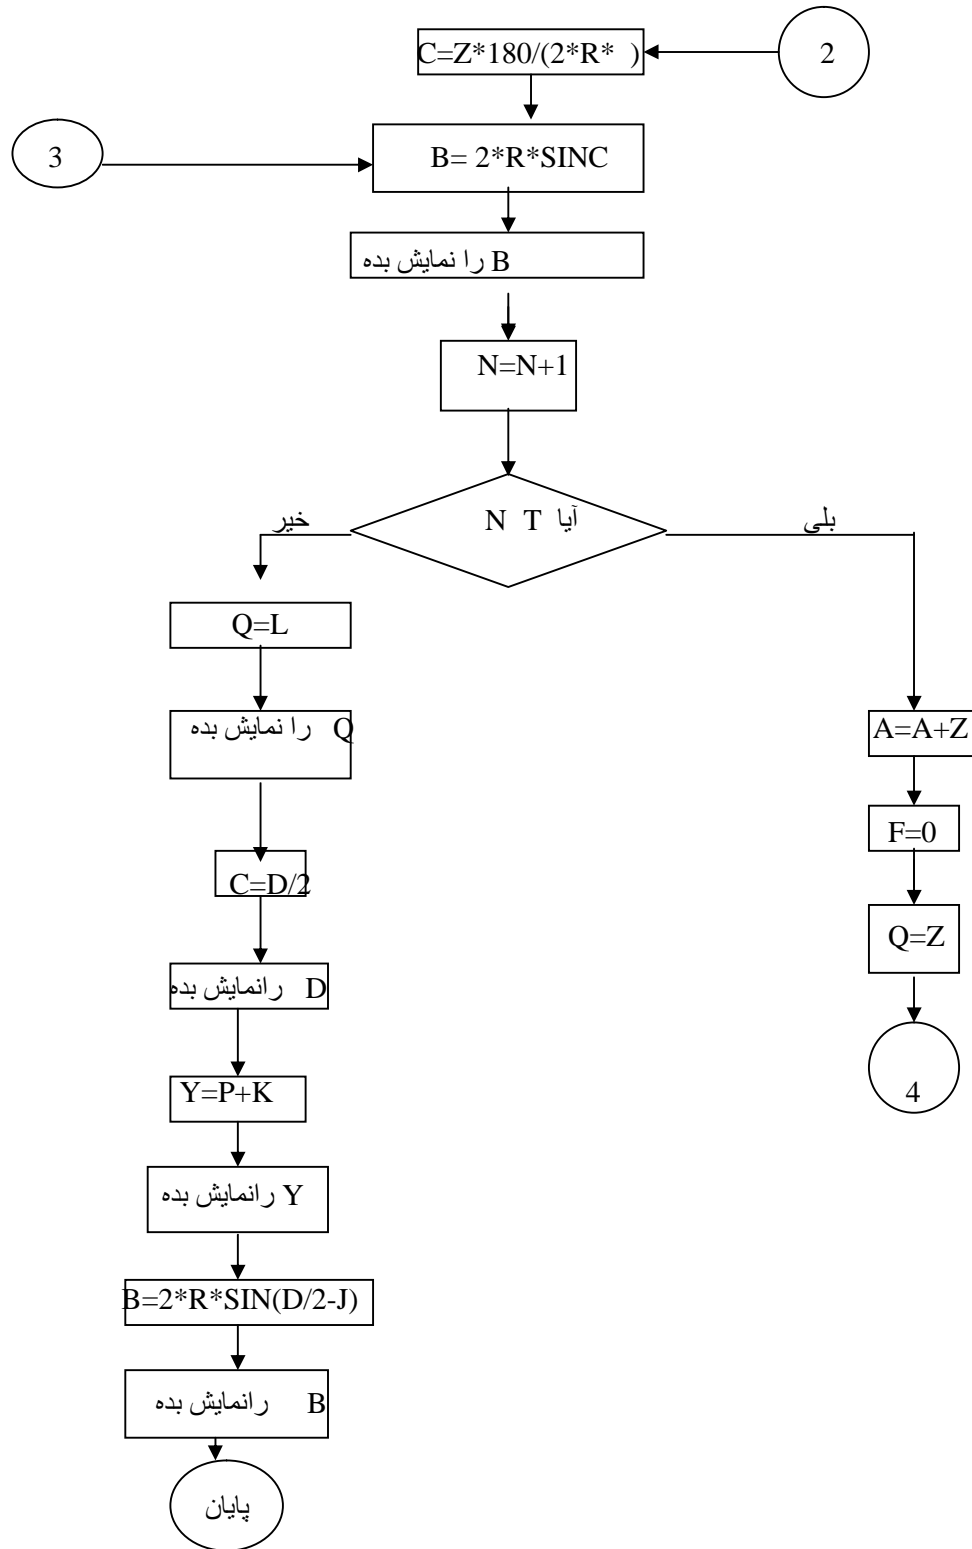 C=Z*180/(2*R* )
2
3
B= 2*R*SINC
B را نمایش بده
N=N+1
خیر
آیا N T
بلی
Q=L
Q را نمایش بده
A=A+Z
F=0
C=D/2
Q=Z
D رانمایش بده
4
Y=P+K
Y رانمایش بده
B=2*R*SIN(D/2-J)
B رانمایش بده
پایان